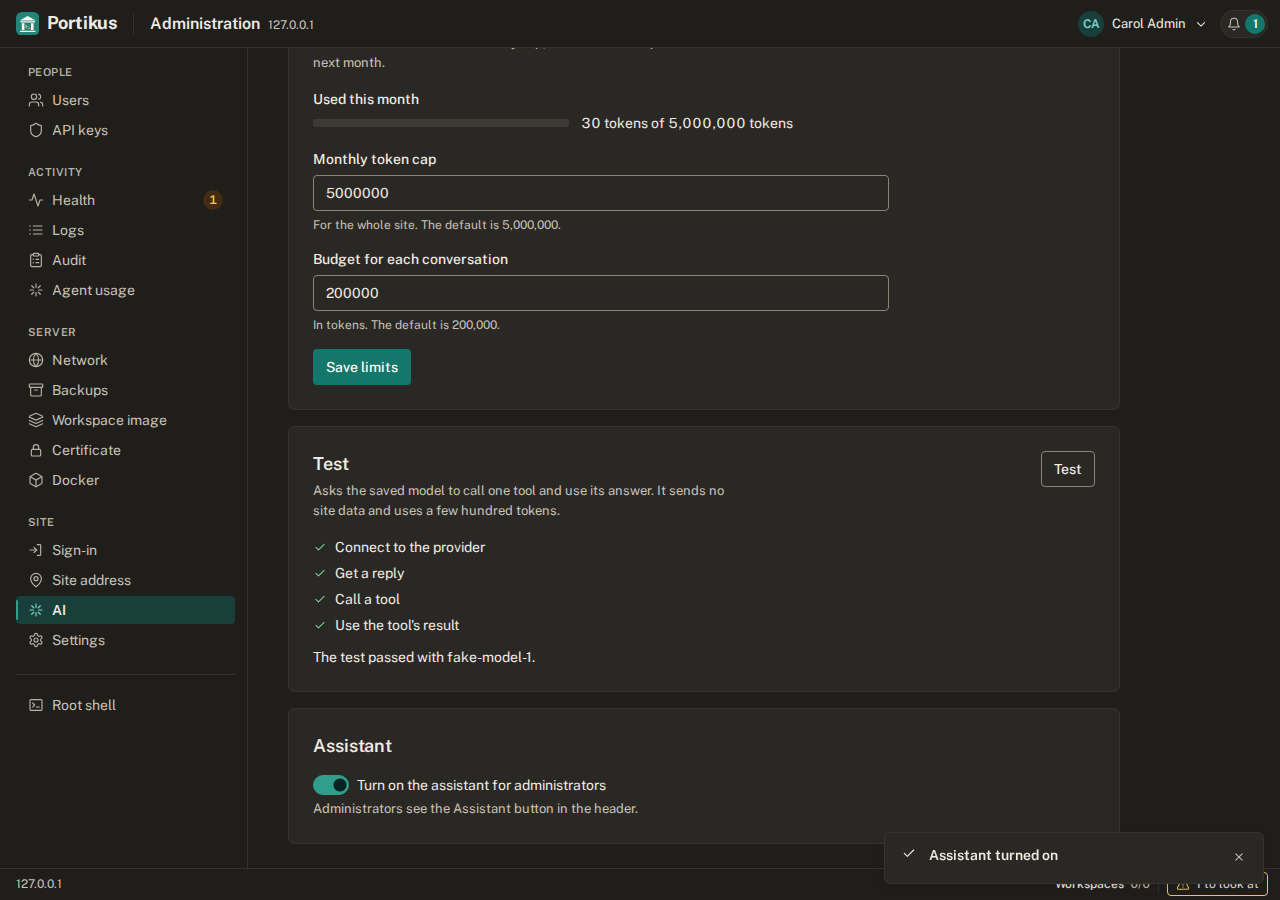 Portikus
Administration 127.0.0.1
CA Carol Admin
1
PEOPLE
Users
API keys
ACTIVITY
Health 1
Logs
Audit
Agent usage
SERVER
Network
Backups
Workspace image
Certificate
Docker
SITE
Sign-in
Site address
AI
Settings
Root shell
next month.
Used this month
30 tokens of 5,000,000 tokens
Monthly token cap
5000000
For the whole site. The default is 5,000,000.
Budget for each conversation
200000
In tokens. The default is 200,000.
Save limits
Test
Test
Asks the saved model to call one tool and use its answer. It sends no
site data and uses a few hundred tokens.
Connect to the provider
Get a reply
Call a tool
Use the tool's result
The test passed with fake-model-1.
Assistant
Turn on the assistant for administrators
Administrators see the Assistant button in the header.
Assistant turned on
127.0.0.1
Workspaces 0/0
1 to look at